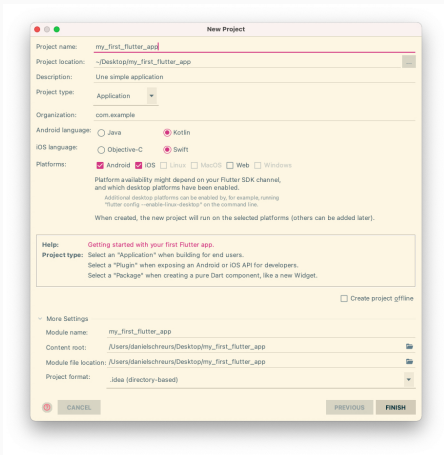 New Project
Project name: my_first_flutter_app
Project location: ~/Desktop/my_first_flutter_app ...
Description: Une simple application
Project type: Application
Organization: com.example
Android language: Java Kotlin
iOS language: Objective-C Swift
Platforms: Android iOS Linux MacOS Web Windows
Platform availability might depend on your Flutter SDK channel,
and which desktop platforms have been enabled.
Additional desktop platforms can be enabled by, for example, running
"flutter config --enable-linux-desktop" on the command line.
When created, the new project will run on the selected platforms (others can be added later).
Help: Getting started with your first Flutter app.
Project type: Select an "Application" when building for end users.
Select a "Plugin" when exposing an Android or iOS API for developers.
Select a "Package" when creating a pure Dart component, like a new Widget.
Create project offline
More Settings
Module name: my_first_flutter_app
Content root: /Users/danielschreurs/Desktop/my_first_flutter_app
Module file location: /Users/danielschreurs/Desktop/my_first_flutter_app
Project format: .idea (directory-based)
? CANCEL PREVIOUS FINISH